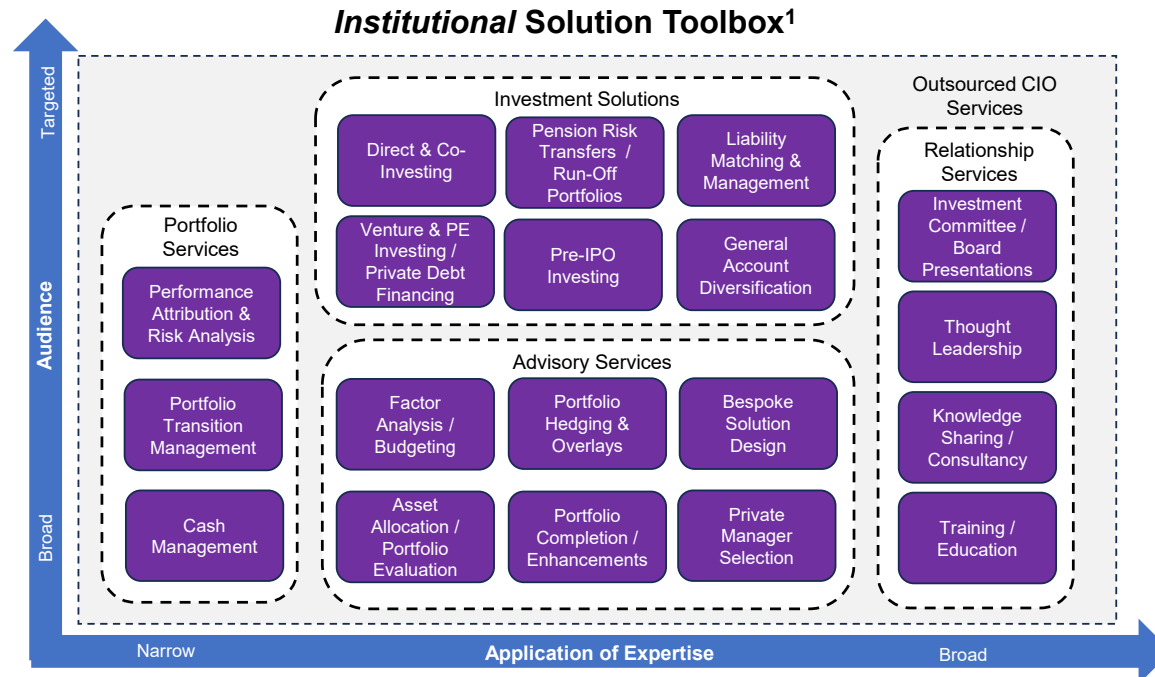 Institutional Solution Toolbox¹
Targeted
Audience
Broad
Portfolio
Services
Performance
Attribution &
Risk Analysis
Portfolio
Transition
Management
Cash
Management
Investment Solutions
Direct & Co-
Investing
Pension Risk
Transfers /
Run-Off
Portfolios
Liability
Matching &
Management
Venture & PE
Investing /
Private Debt
Financing
Pre-IPO
Investing
General
Account
Diversification
Advisory Services
Factor
Analysis /
Budgeting
Portfolio
Hedging &
Overlays
Bespoke
Solution
Design
Asset
Allocation /
Portfolio
Evaluation
Portfolio
Completion /
Enhancements
Private
Manager
Selection
Outsourced CIO
Services
Relationship
Services
Investment
Committee /
Board
Presentations
Thought
Leadership
Knowledge
Sharing /
Consultancy
Training /
Education
Narrow
Application of Expertise
Broad